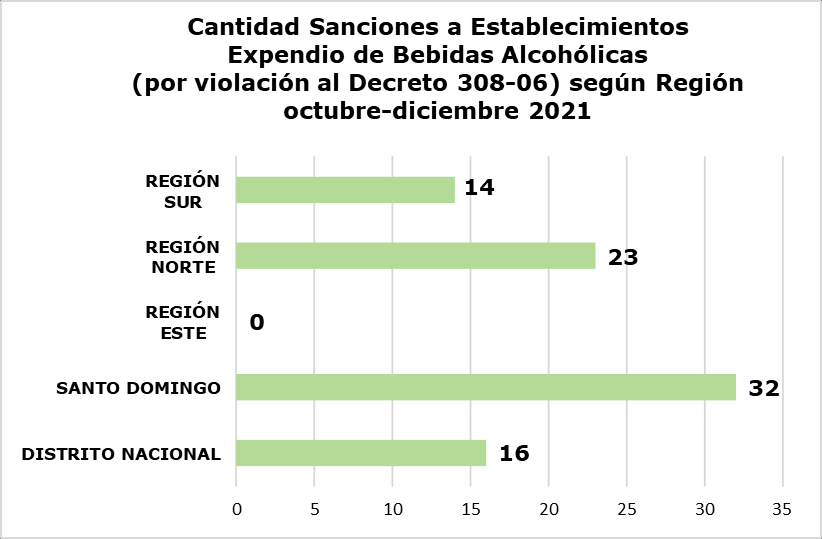 Cantidad Sanciones a Establecimientos
Expendio de Bebidas Alcohólicas
(por violación al Decreto 308-06) según Región
octubre-diciembre 2021
REGIÓN
SUR
14
REGIÓN
NORTE
23
REGIÓN
ESTE
0
SANTO DOMINGO
32
DISTRITO NACIONAL
16
0 5 10 15 20 25 30 35